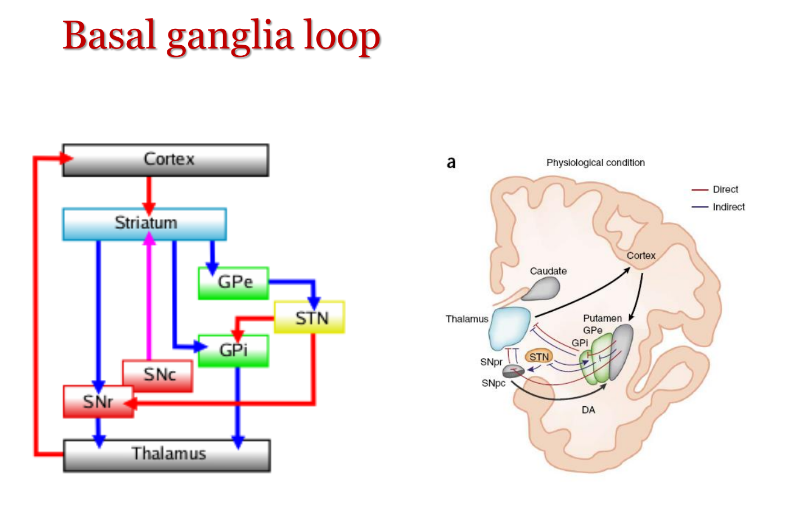 Basal ganglia loop
Cortex
Striatum
GPe
STN
GPi
SNc
SNr
Thalamus
a
Physiological condition
Direct
Indirect
Cortex
Caudate
Thalamus
Putamen
GPe
GPi
STN
SNpr
SNpc
DA